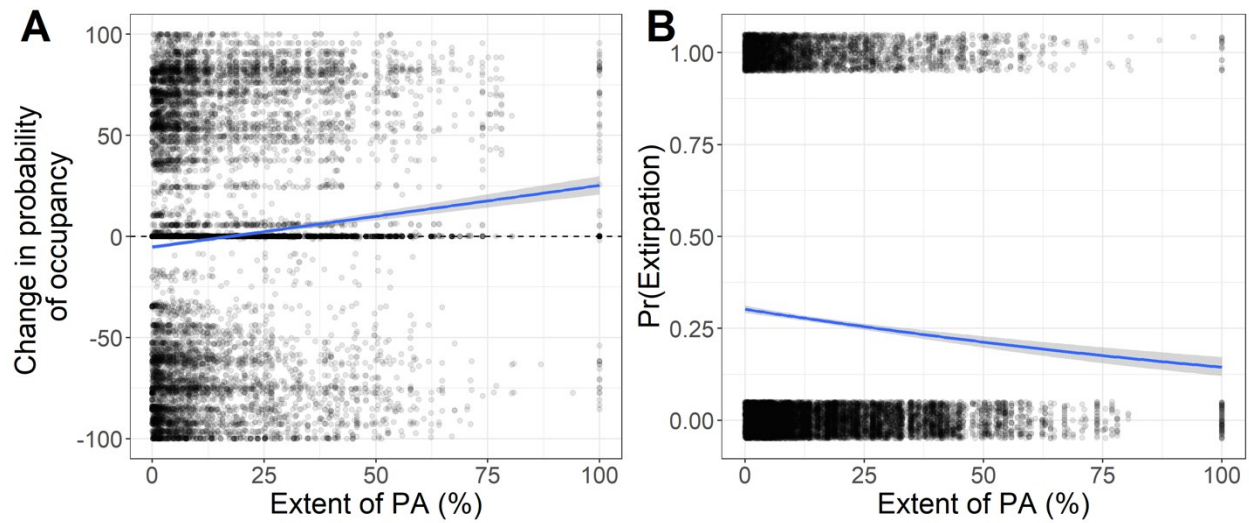 A
100
50
0
-50
-100
Change in probability
of occupancy
0
25
50
75
100
Extent of PA (%)
B
1.00
0.75
0.50
0.25
0.00
Pr(Extirpation)
0
25
50
75
100
Extent of PA (%)